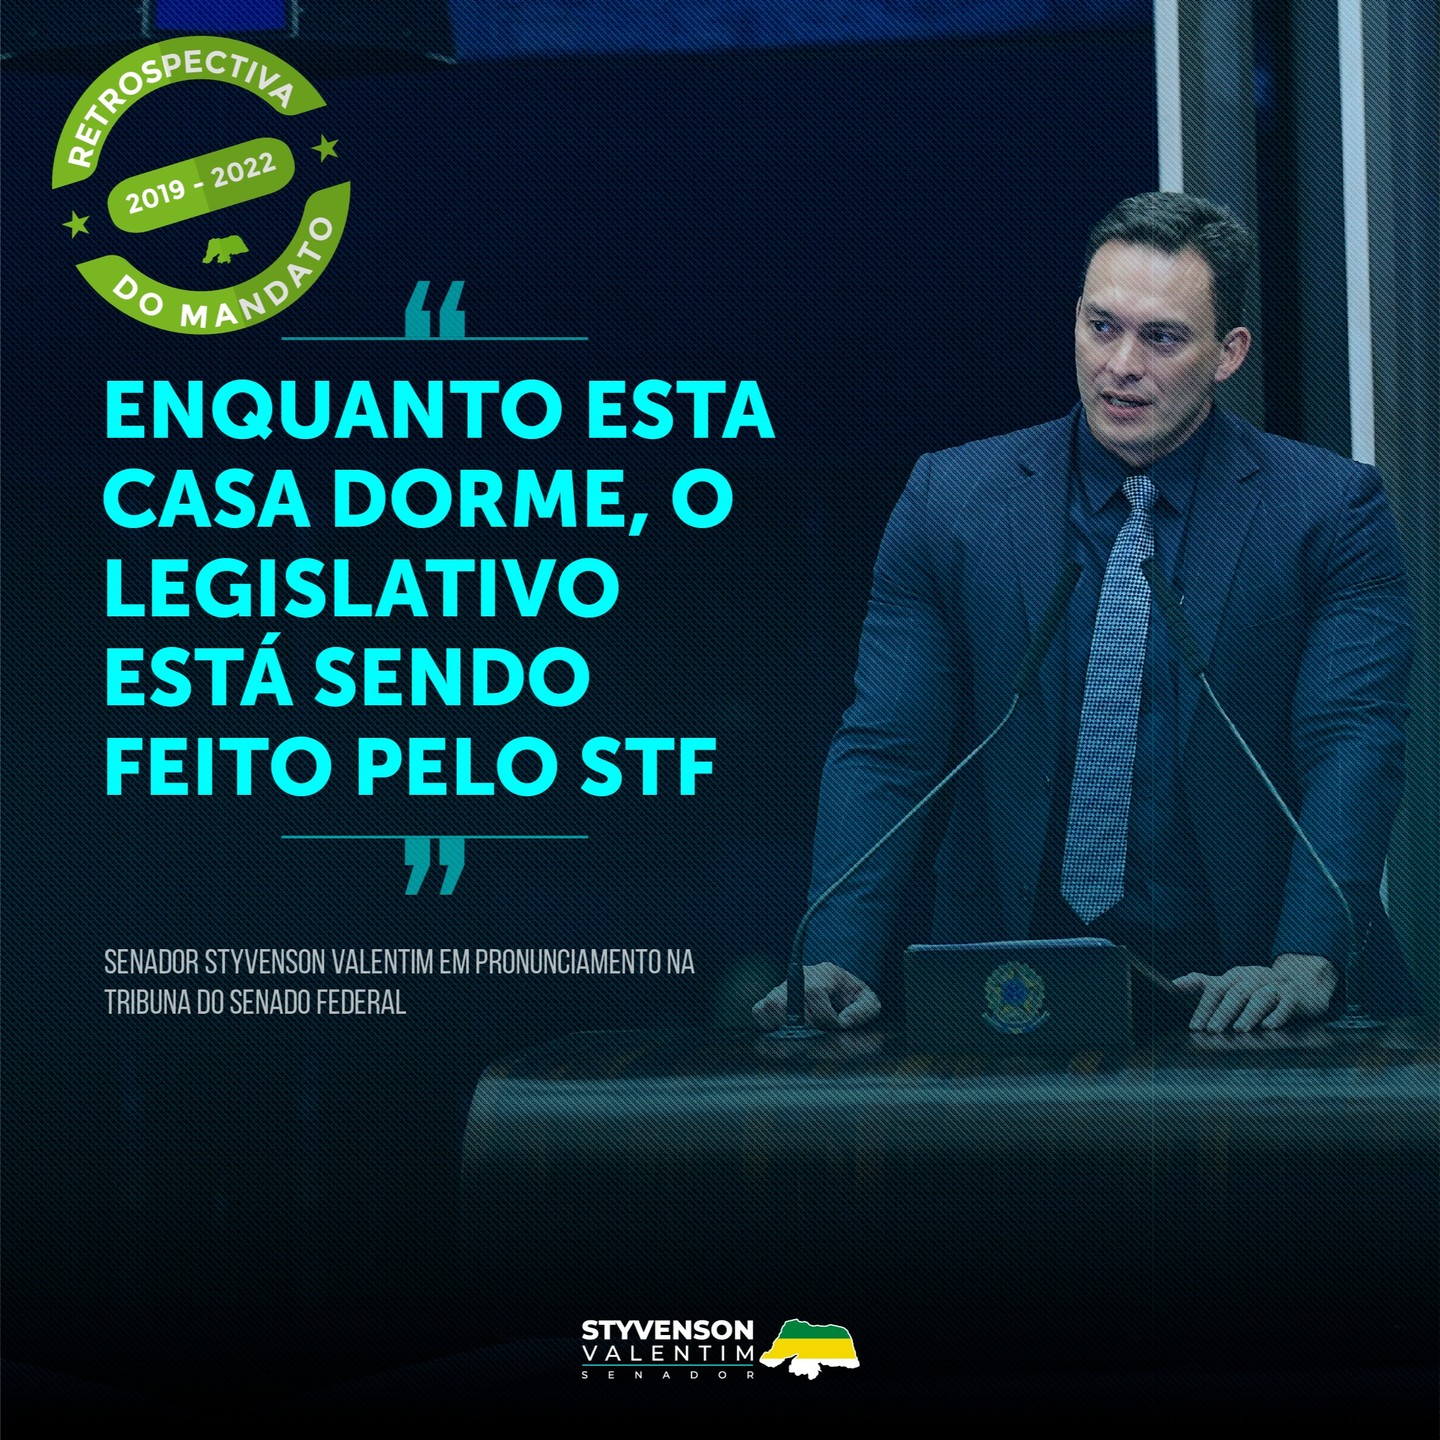 RETROSPECTIVA
2019 - 2022
DO MANDATO
“
ENQUANTO ESTA
CASA DORME, O
LEGISLATIVO
ESTÁ SENDO
FEITO PELO STF
”
SENADOR STYVENSON VALENTIM EM PRONUNCIAMENTO NA
TRIBUNA DO SENADO FEDERAL
STYVENSON
VALENTIM
SENADOR